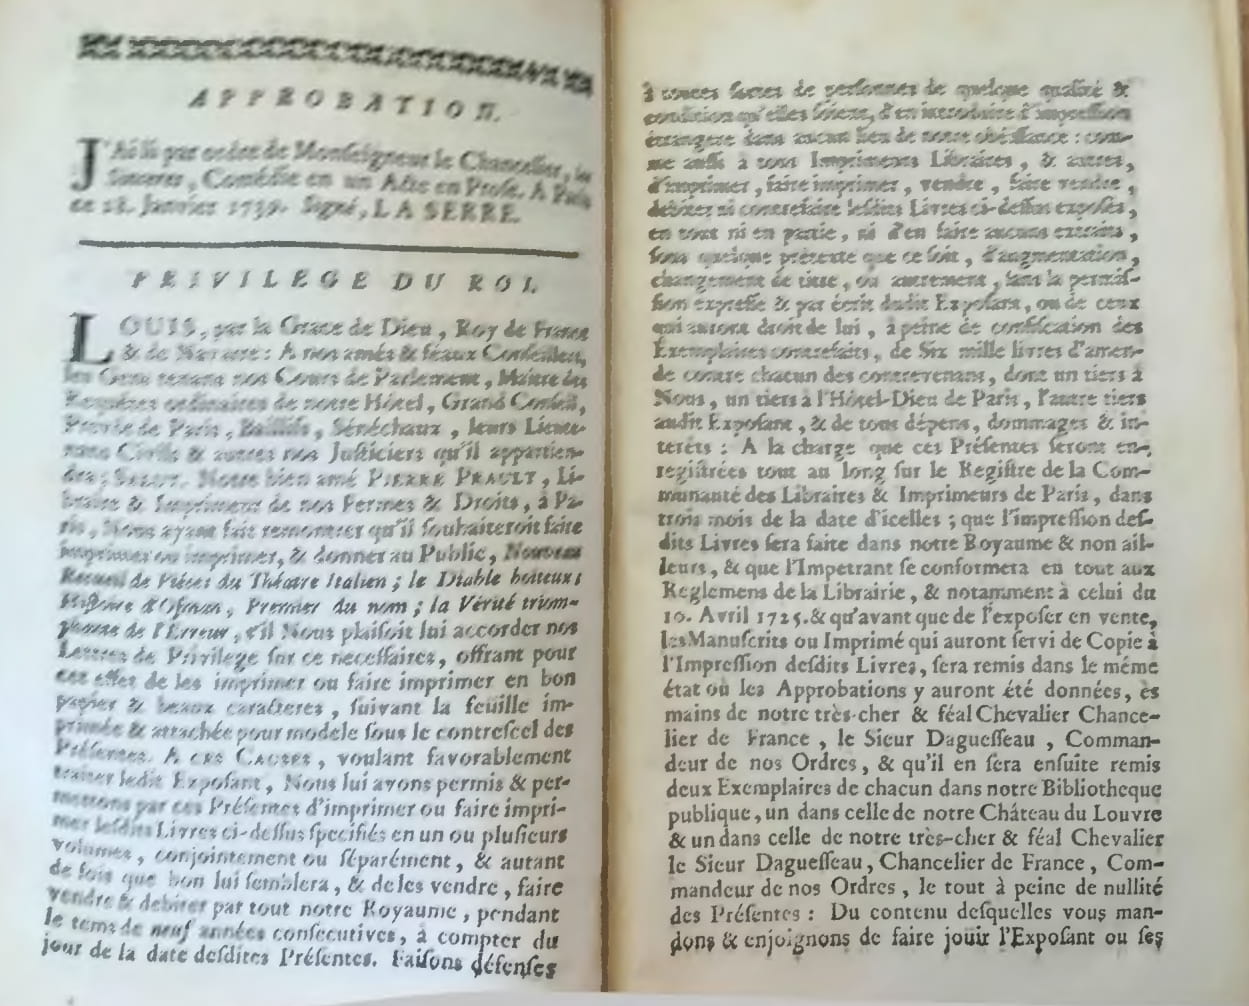 APPROBATION.
J'Ai lû par ordre de Monseigneur le Chancelier, les
Sinceres, Comédie en un Acte en Prose. A Paris
ce 18. Janvier 1739. Signé, LA SERRE.
PRIVILEGE DU ROI.
LOUIS, par la Grace de Dieu, Roy de France
& de Navarre : A nos amés & féaux Conseillers,
les Gens tenans nos Cours de Parlement, Maitres des
Requêtes ordinaires de notre Hôtel, Grand Conseil,
Prevôt de Paris, Baillifs, Sénéchaux, leurs Lieute-
nans Civils & autres nos Justiciers qu'il appartien-
dra; SALUT. Notre bien amé PIERRE PRAULT, Li-
braire & Imprimeur de nos Fermes & Droits, à Pa-
ris, Nous ayant fait remontrer qu'il souhaiteroit faire
imprimer ou imprimer, & donner au Public, Nouveau
Recueil de Piéces du Théatre Italien; le Diable boiteux;
Histoire d'Osman, Premier du nom; la Vérité triom-
phante de l'Erreur, s'il Nous plaisoit lui accorder nos
Lettres de Privilege sur ce necessaires, offrant pour
cet effet de les imprimer ou faire imprimer en bon
papier & beaux caracteres, suivant la feüille im-
primée & attachée pour modele sous le contrescel des
Présentes. A CES CAUSES, voulant favorablement
traiter ledit Exposant, Nous lui avons permis & per-
mettons par ces Présentes d'imprimer ou faire impri-
mer lesdits Livres ci-dessus specifiés en un ou plusieurs
volumes, conjointement ou séparément, & autant
de fois que bon lui semblera, & de les vendre, faire
vendre & debiter par tout notre Royaume, pendant
le tems de neuf années consecutives, à compter du
jour de la date desdites Présentes. Faisons défenses
à toutes sortes de personnes de quelque qualité &
condition qu'elles soient, d'en introduire d'impression
étrangere dans aucun lieu de notre obéissance : com-
me aussi à tous Imprimeurs Libraires, & autres,
d'imprimer, faire imprimer, vendre, faire vendre,
débiter ni contrefaire lesdits Livres ci-dessus exposés,
en tout ni en partie, ni d'en faire aucuns extraits,
sous quelque prétexte que ce soit, d'augmentation,
changement de titre, ou autrement, sans la permis-
sion expresse & par écrit dudit Exposant, ou de ceux
qui auront droit de lui, à peine de confiscation des
Exemplaires contrefaits, de Six mille livres d'amen-
de contre chacun des contrevenans, dont un tiers à
Nous, un tiers à l'Hôtel-Dieu de Paris, l'autre tiers
audit Exposant, & de tous dépens, dommages & in-
terêts : A la charge que ces Présentes seront en-
registrées tout au long sur le Registre de la Com-
munauté des Libraires & Imprimeurs de Paris, dans
trois mois de la date d'icelles; que l'impression des-
dits Livres sera faite dans notre Royaume & non ail-
leurs, & que l'Impetrant se conformera en tout aux
Reglemens de la Librairie, & notamment à celui du
10. Avril 1725. & qu'avant que de l'exposer en vente,
les Manuscrits ou Imprimé qui auront servi de Copie à
l'Impression desdits Livres, sera remis dans le même
état où les Approbations y auront été données, ès
mains de notre très-cher & féal Chevalier Chance-
lier de France, le Sieur Daguesseau, Comman-
deur de nos Ordres, & qu'il en sera ensuite remis
deux Exemplaires de chacun dans notre Bibliotheque
publique, un dans celle de notre Château du Louvre
& un dans celle de notre très-cher & féal Chevalier
le Sieur Daguesseau, Chancelier de France, Com-
mandeur de nos Ordres, le tout à peine de nullité
des Présentes : Du contenu desquelles vous man-
dons & enjoignons de faire joüir l'Exposant ou ses